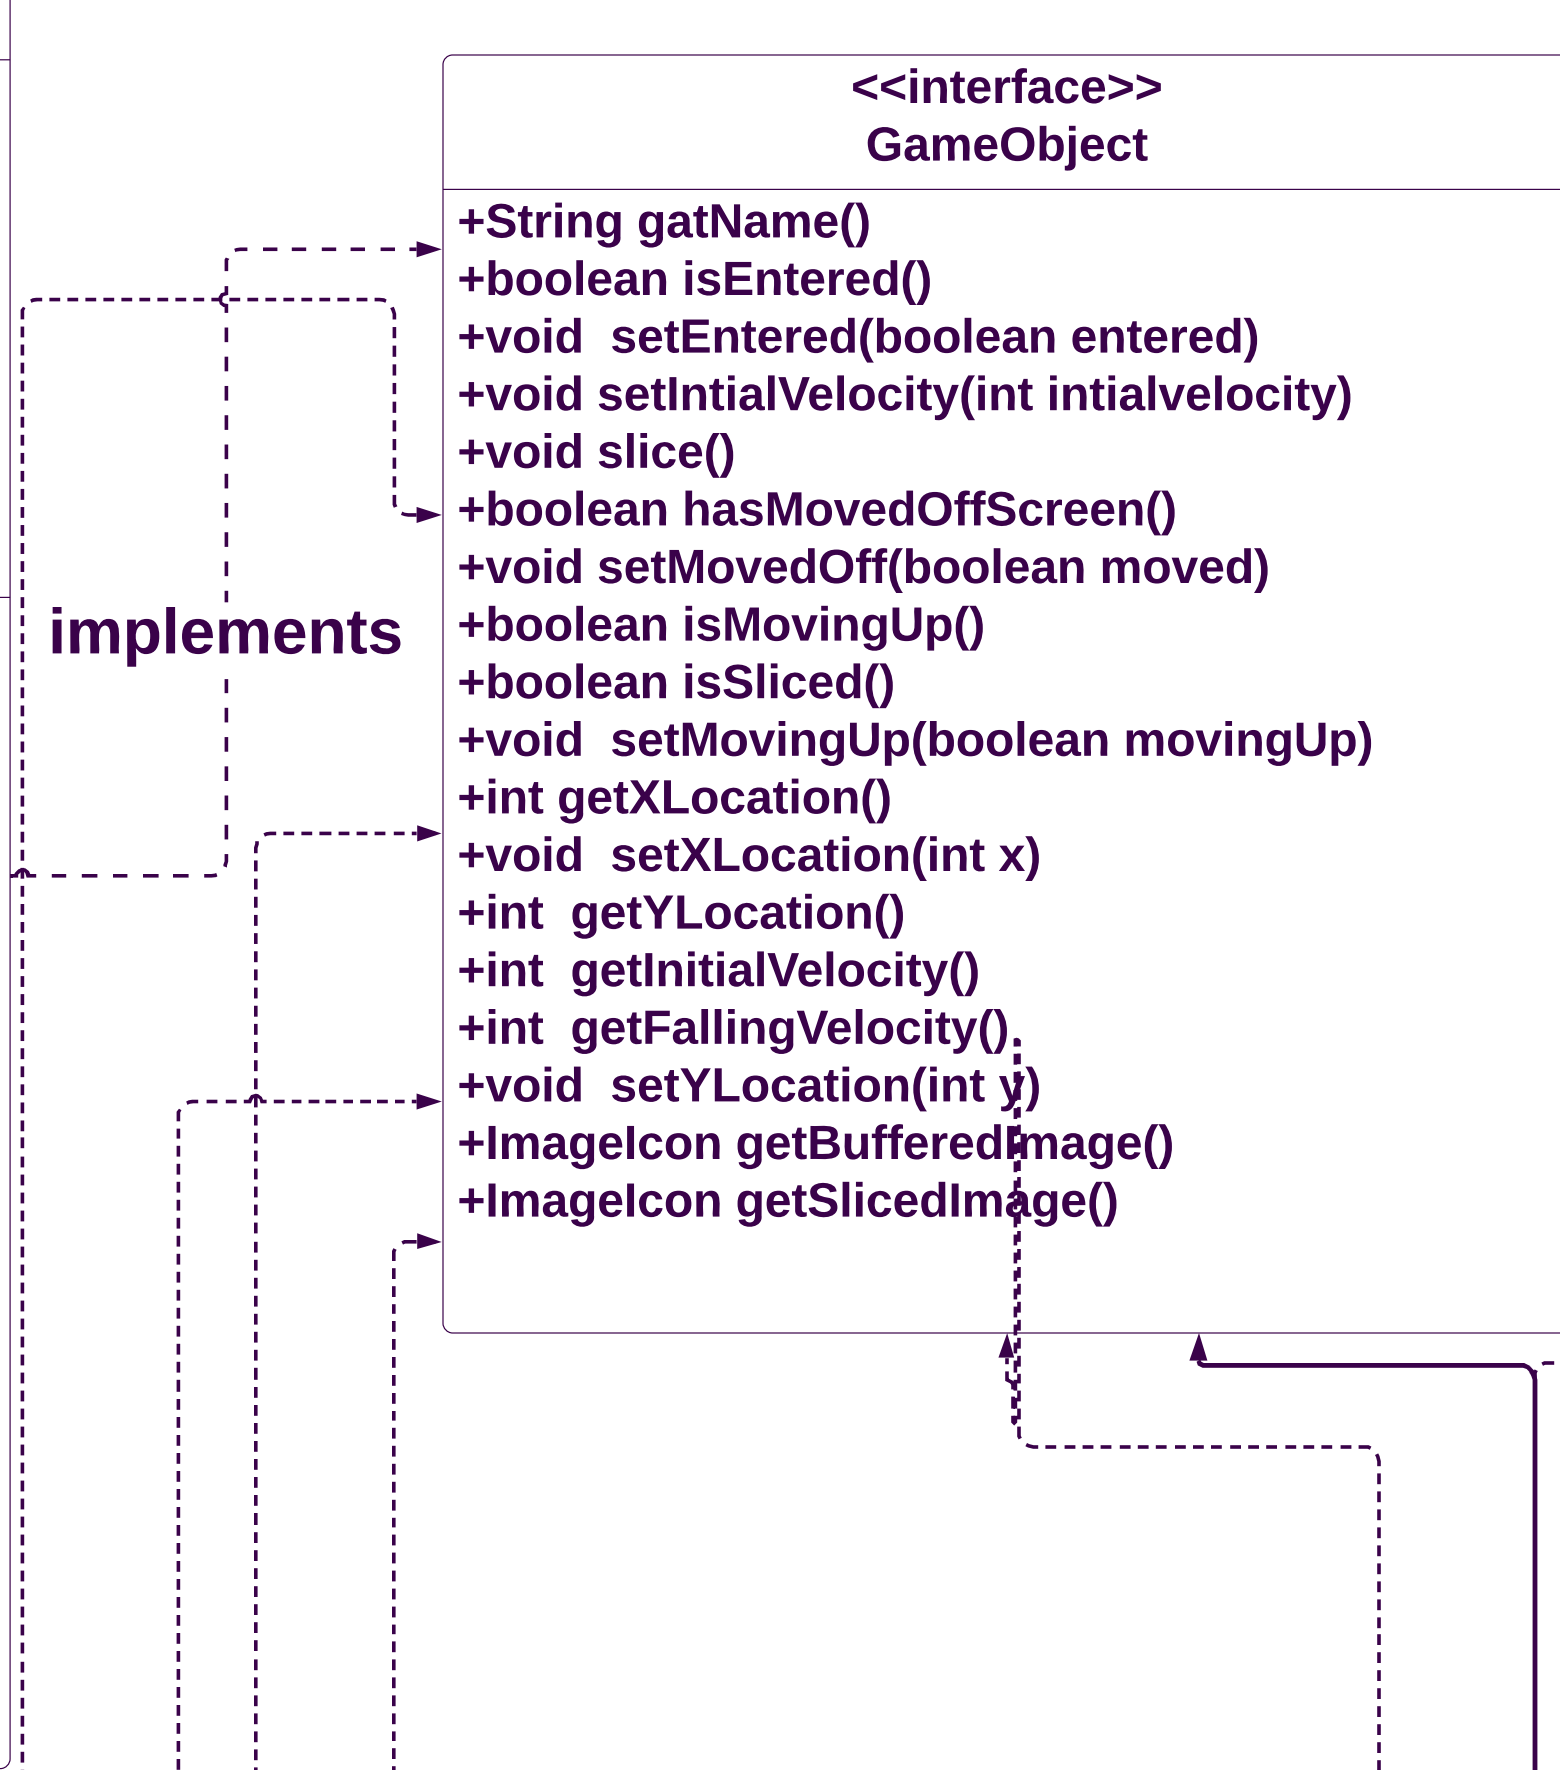 <<interface>>
GameObject
+String gatName()
+boolean isEntered()
+void  setEntered(boolean entered)
+void setIntialVelocity(int intialvelocity)
+void slice()
+boolean hasMovedOffScreen()
+void setMovedOff(boolean moved)
implements
+boolean isMovingUp()
+boolean isSliced()
+void  setMovingUp(boolean movingUp)
+int getXLocation()
+void  setXLocation(int x)
+int  getYLocation()
+int  getInitialVelocity()
+int  getFallingVelocity()
+void  setYLocation(int y)
+ImageIcon getBufferedImage()
+ImageIcon getSlicedImage()